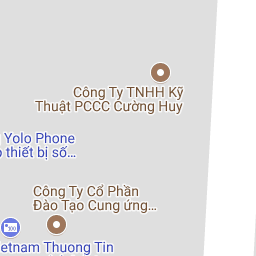 Công Ty TNHH Kỹ
Thuật PCCC Cường Huy
Yolo Phone
thiết bị số...
Công Ty Cổ Phần
Đào Tạo Cung ứng...
etnam Thuong Tin